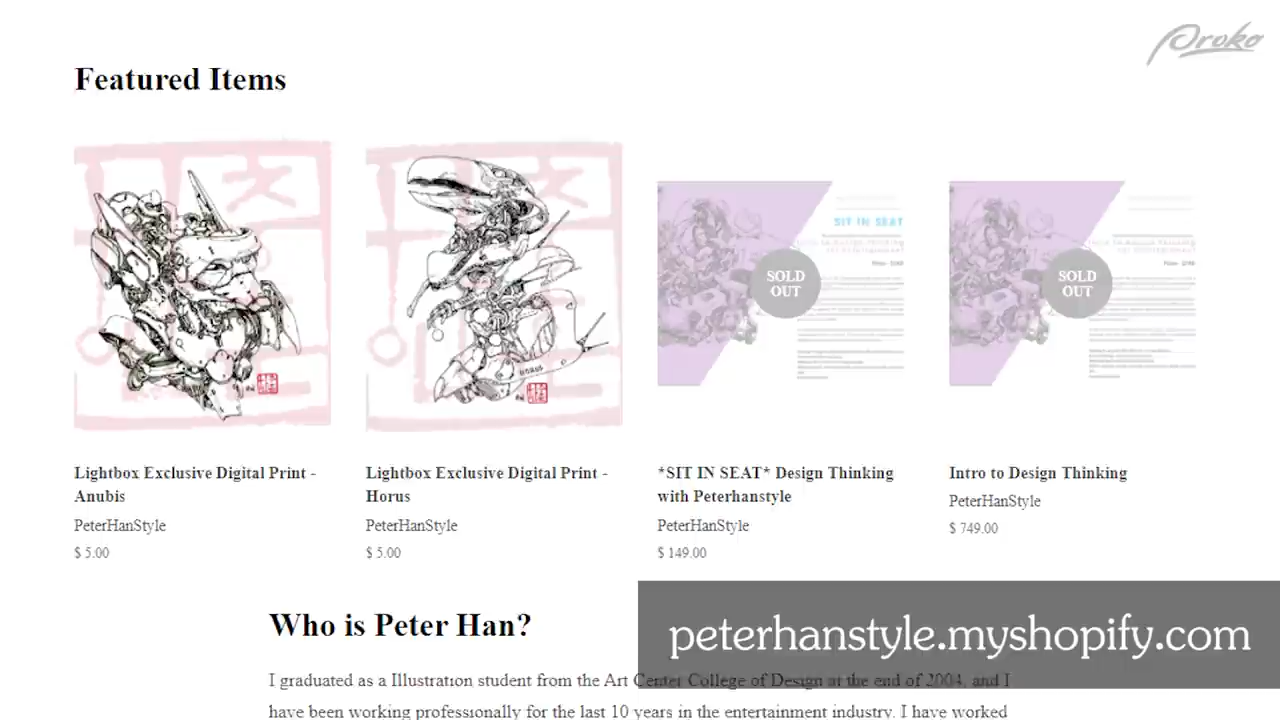 Proko
Featured Items
SIT IN SEAT
SOLD
OUT
SOLD
OUT
HORUS
Lightbox Exclusive Digital Print -
Anubis
PeterHanStyle
$ 5.00
Lightbox Exclusive Digital Print -
Horus
PeterHanStyle
$ 5.00
*SIT IN SEAT* Design Thinking
with Peterhanstyle
PeterHanStyle
$ 149.00
Intro to Design Thinking
PeterHanStyle
$ 749.00
Who is Peter Han?
peterhanstyle.myshopify.com
I graduated as a Illustration student from the Art Center College of Design at the end of 2004, and I
have been working professionally for the last 10 years in the entertainment industry. I have worked